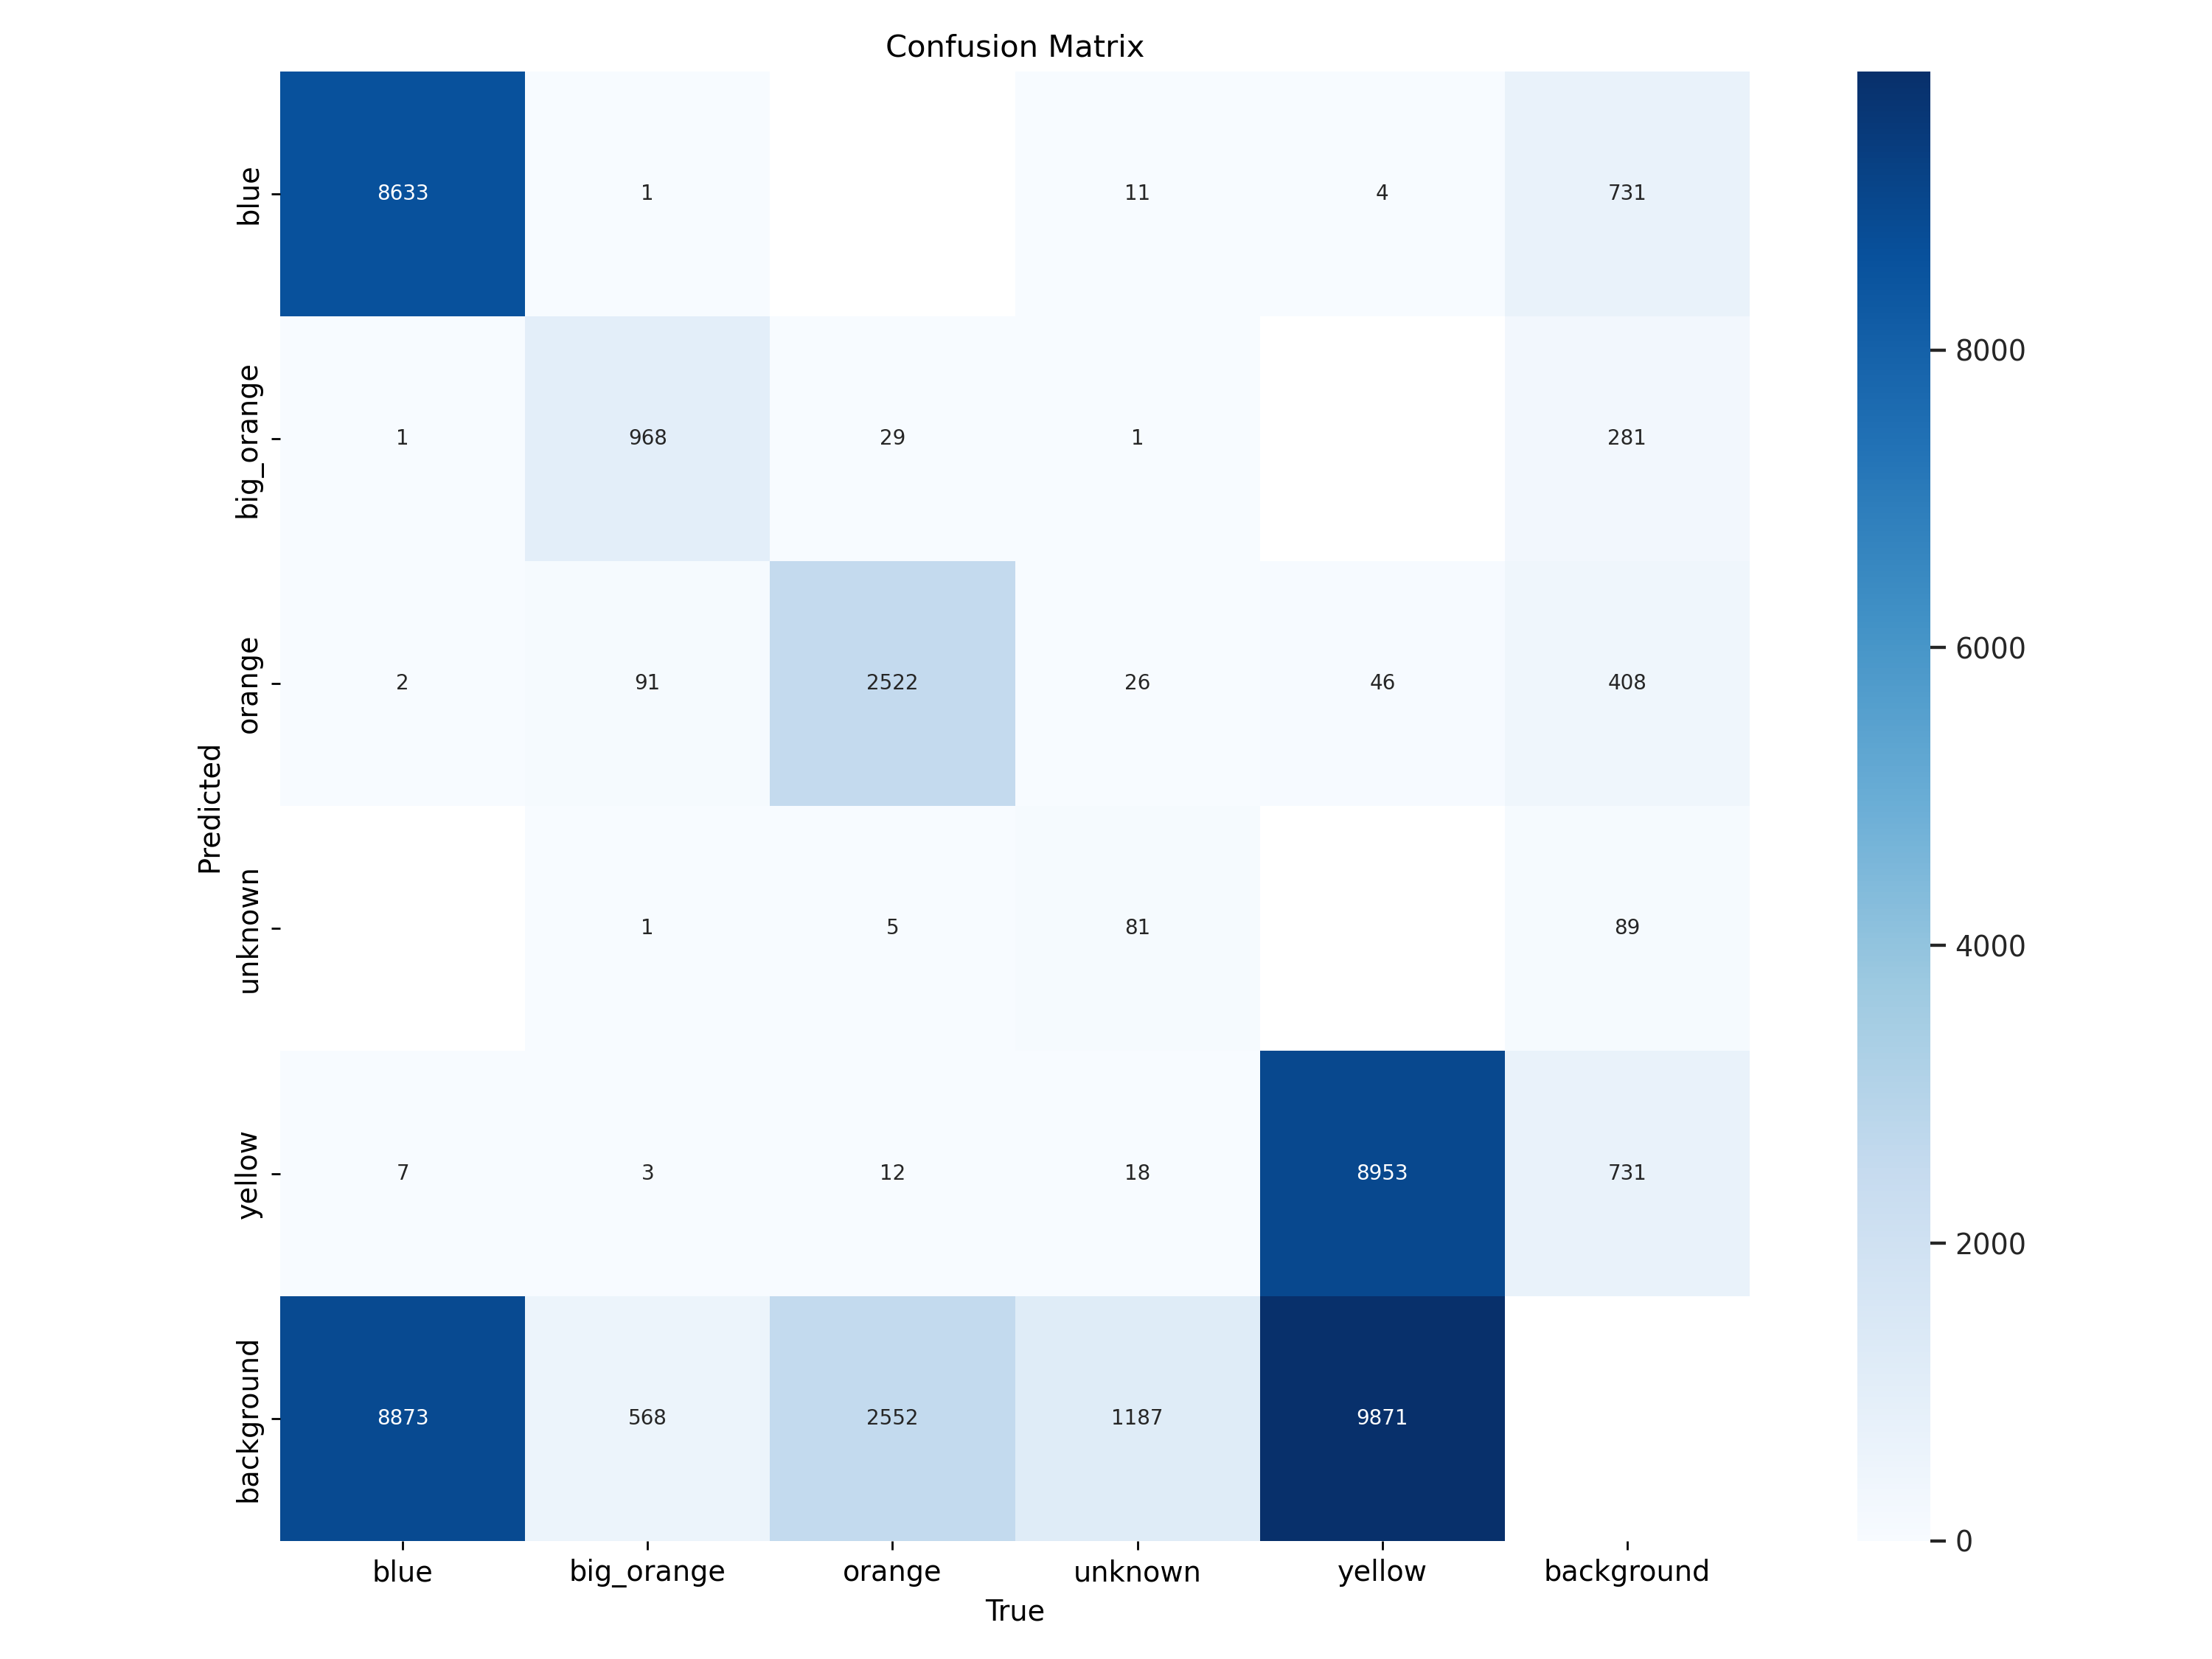 Confusion Matrix
blue 8633 1 11 4 731
big_orange 1 968 29 1 281
orange 2 91 2522 26 46 408
unknown 1 5 81 89
yellow 7 3 12 18 8953 731
background 8873 568 2552 1187 9871
Predicted
blue big_orange orange unknown yellow background
True
8000
6000
4000
2000
0